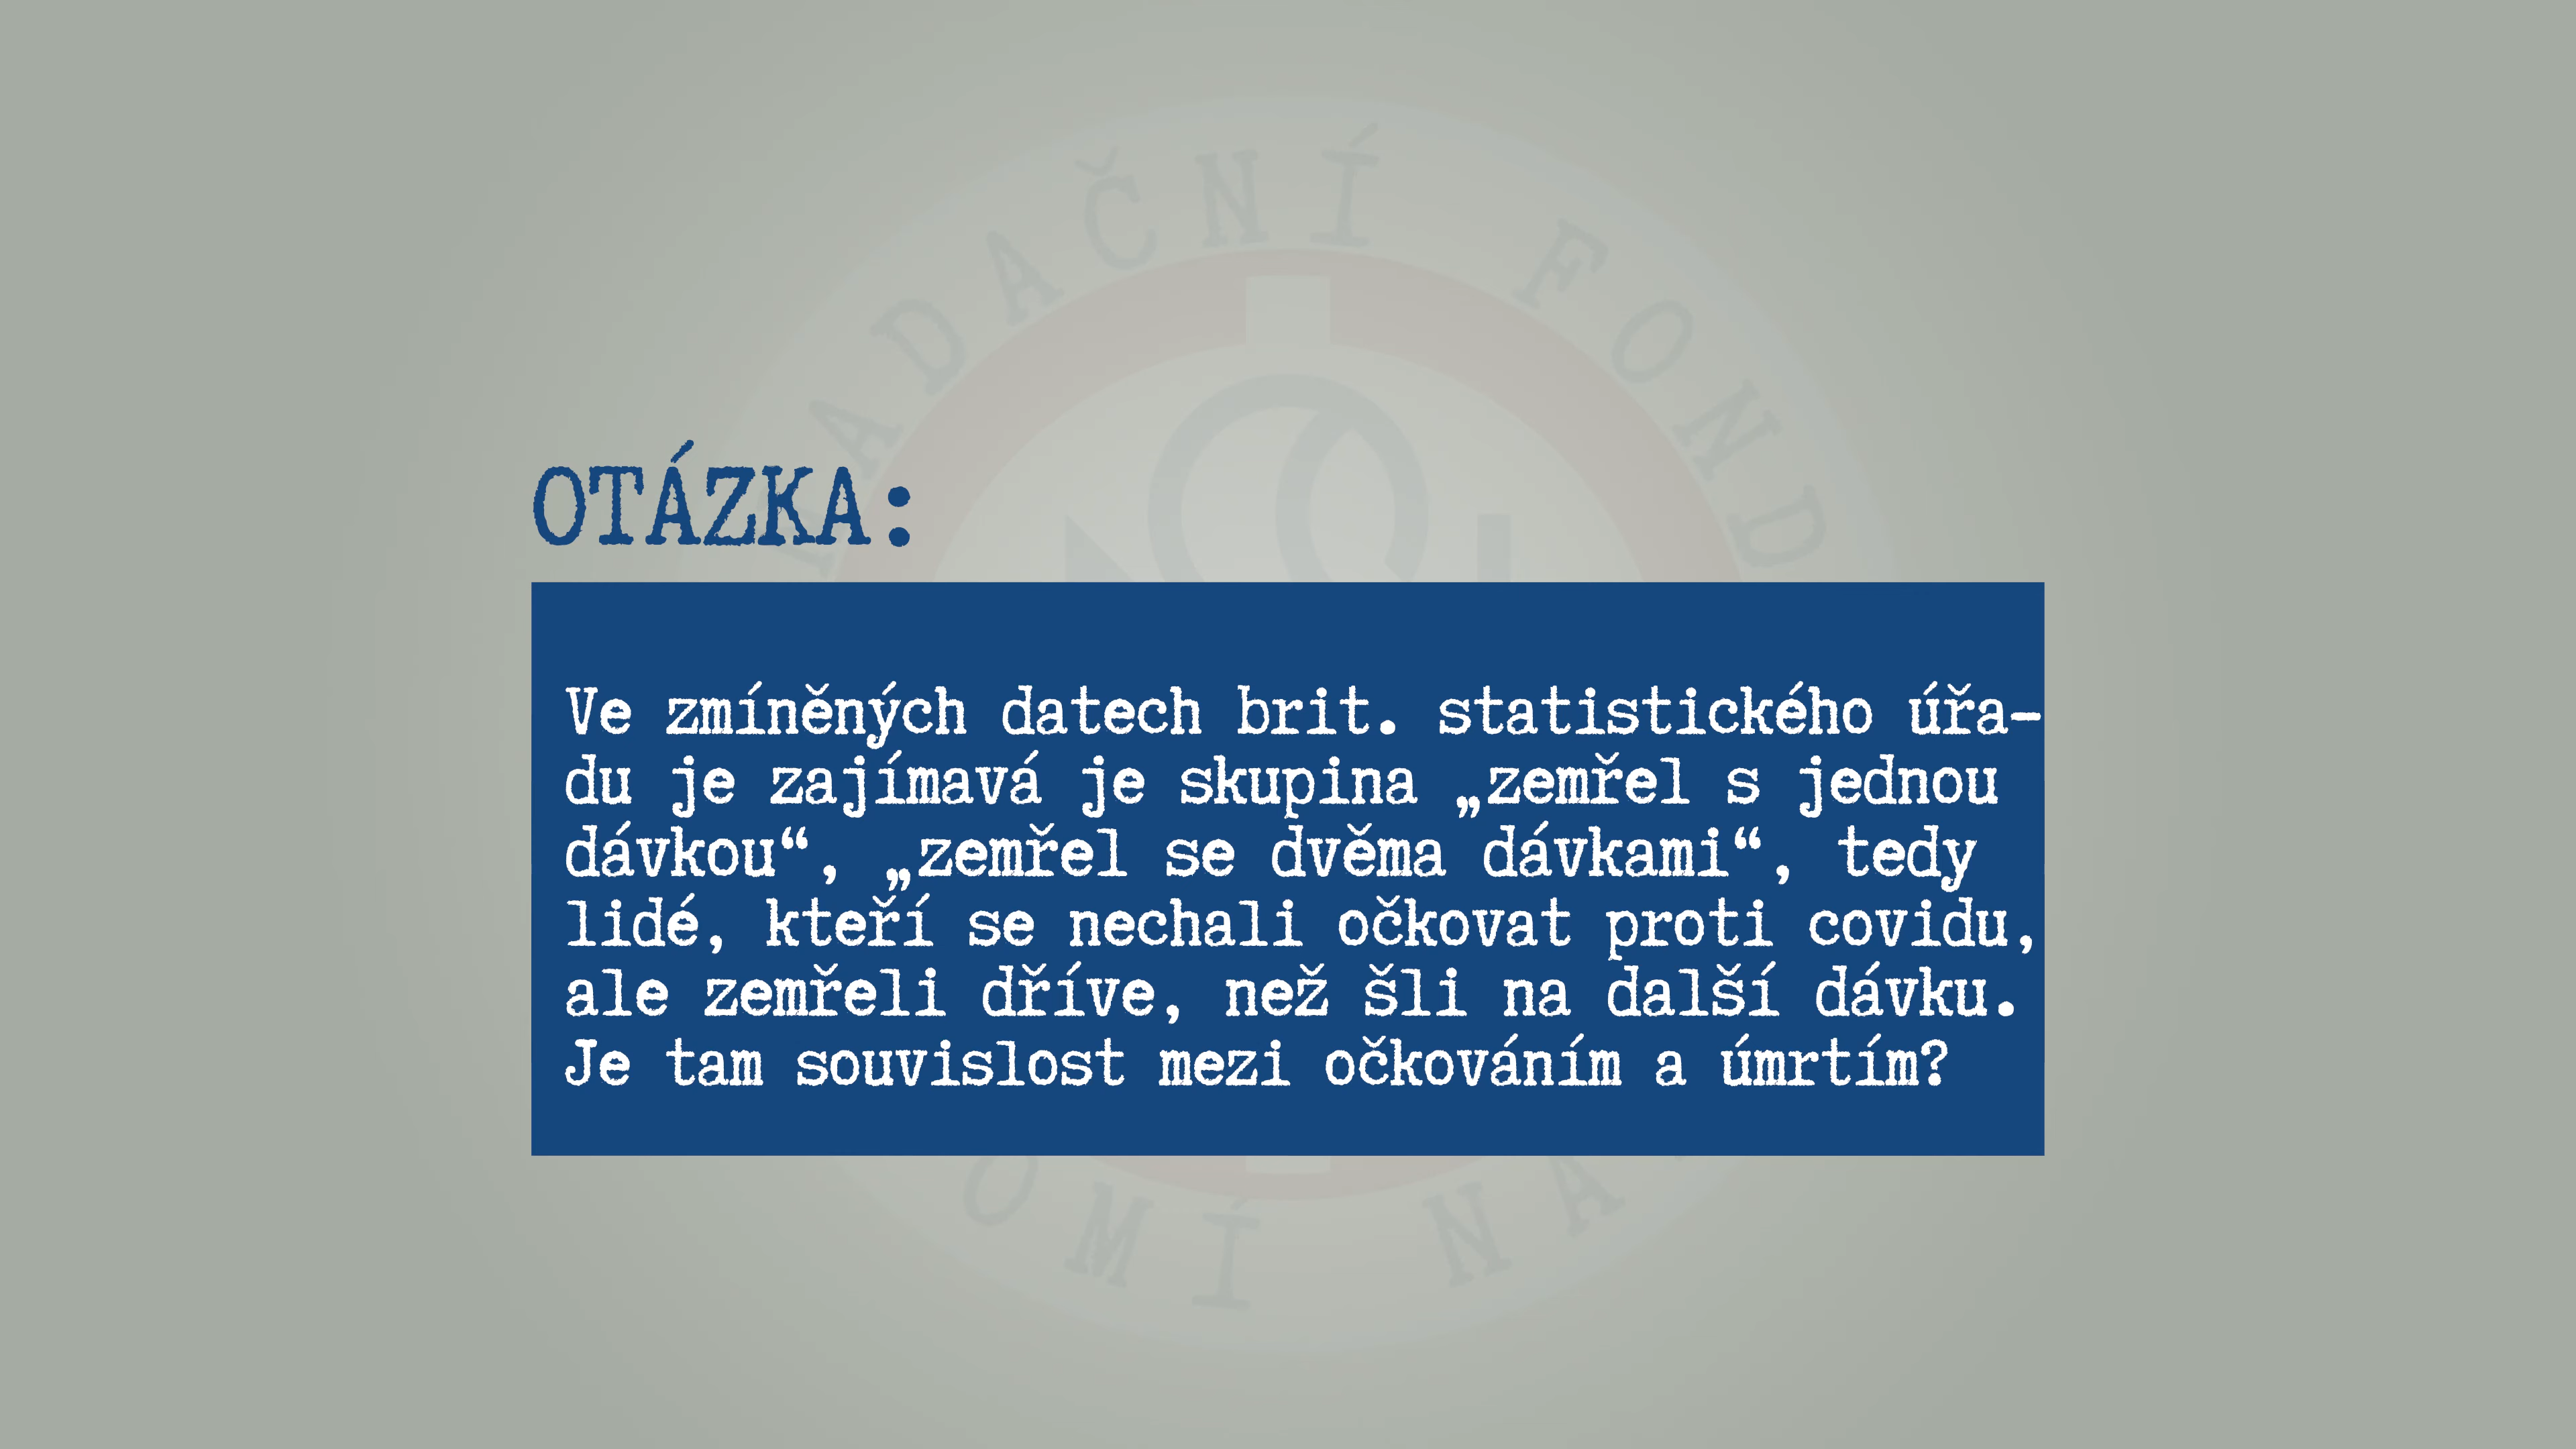 NADAČNÍ FOND
OTÁZKA:
Ve zmíněných datech brit. statistického úřa-
du je zajímavá je skupina „zemřel s jednou
dávkou“, „zemřel se dvěma dávkami“, tedy
lidé, kteří se nechali očkovat proti covidu,
ale zemřeli dříve, než šli na další dávku.
Je tam souvislost mezi očkováním a úmrtím?